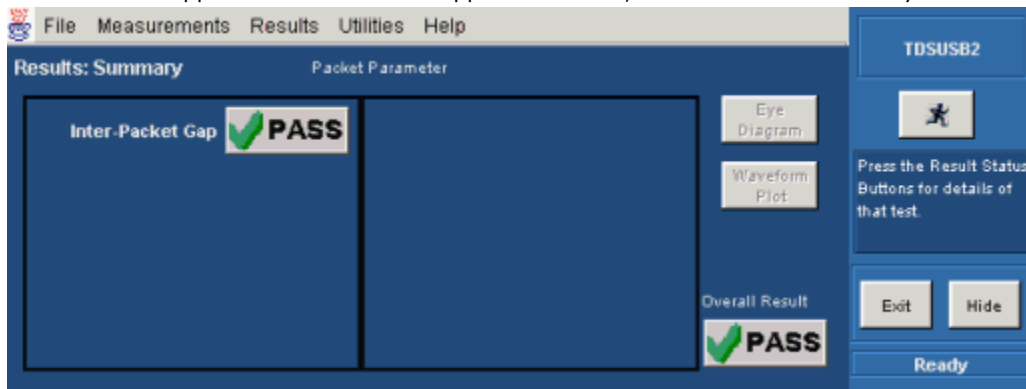 File Measurements Results Utilities Help
TDSUSB2
Results: Summary Packet Parameter
Inter-Packet Gap PASS
Eye
Diagram
Waveform
Plot
Press the Result Status
Buttons for details of
that test.
Overall Result
PASS
Exit Hide
Ready